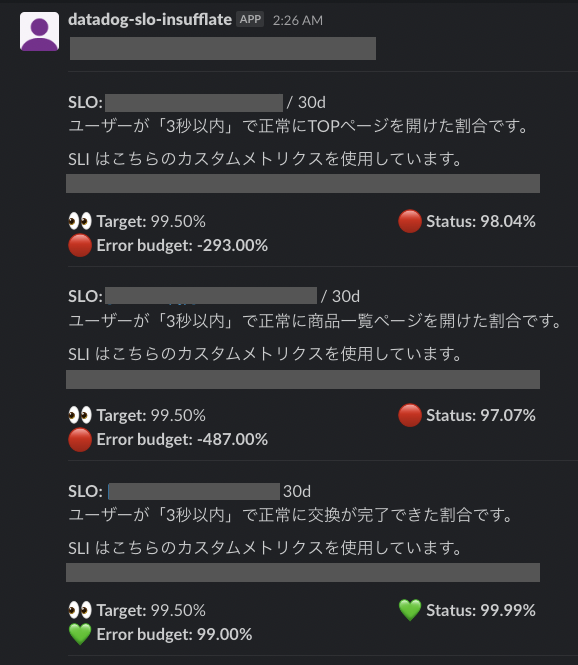 datadog-slo-insufflate APP 2:26 AM
SLO: / 30d
ユーザーが「3秒以内」で正常にTOPページを開けた割合です。
SLI はこちらのカスタムメトリクスを使用しています。
Target: 99.50% Status: 98.04%
Error budget: -293.00%
SLO: / 30d
ユーザーが「3秒以内」で正常に商品一覧ページを開けた割合です。
SLI はこちらのカスタムメトリクスを使用しています。
Target: 99.50% Status: 97.07%
Error budget: -487.00%
SLO: 30d
ユーザーが「3秒以内」で正常に交換が完了できた割合です。
SLI はこちらのカスタムメトリクスを使用しています。
Target: 99.50% Status: 99.99%
Error budget: 99.00%